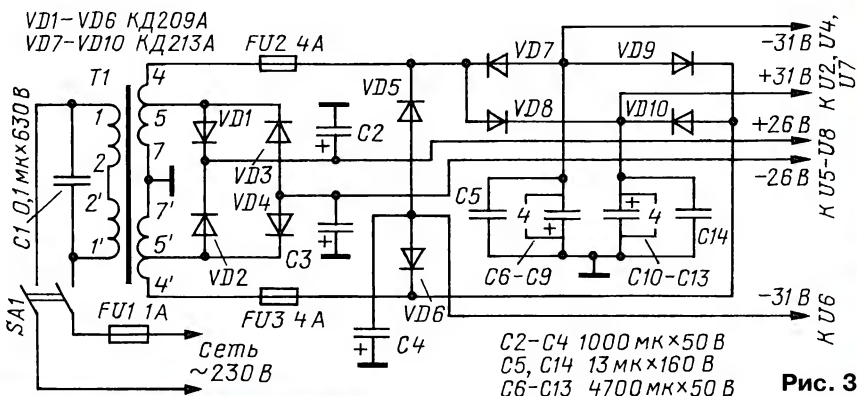 VD1–VD6 КД209А
VD7–VD10 КД213А
T1
FU2 4А
FU3 4А
FU1 1А
SA1
C1 0,1 мк×630В
1
2
2'
1'
4
5
7
7'
5'
4'
VD1
VD2
VD3
VD4
VD5
VD6
VD7
VD8
VD9
VD10
C2
+
C3
+
C4
+
C5
4
+
C6–C9
+
4
C10–C13
C14
−31 В
+31 В
К U2, U4, U7
+26 В
−26 В
К U5–U8
−31 В
К U6
Сеть
~230 В
C2–C4 1000 мк×50 В
C5, C14 13 мк×160 В
C6–C13 4700 мк×50 В
Рис. 3